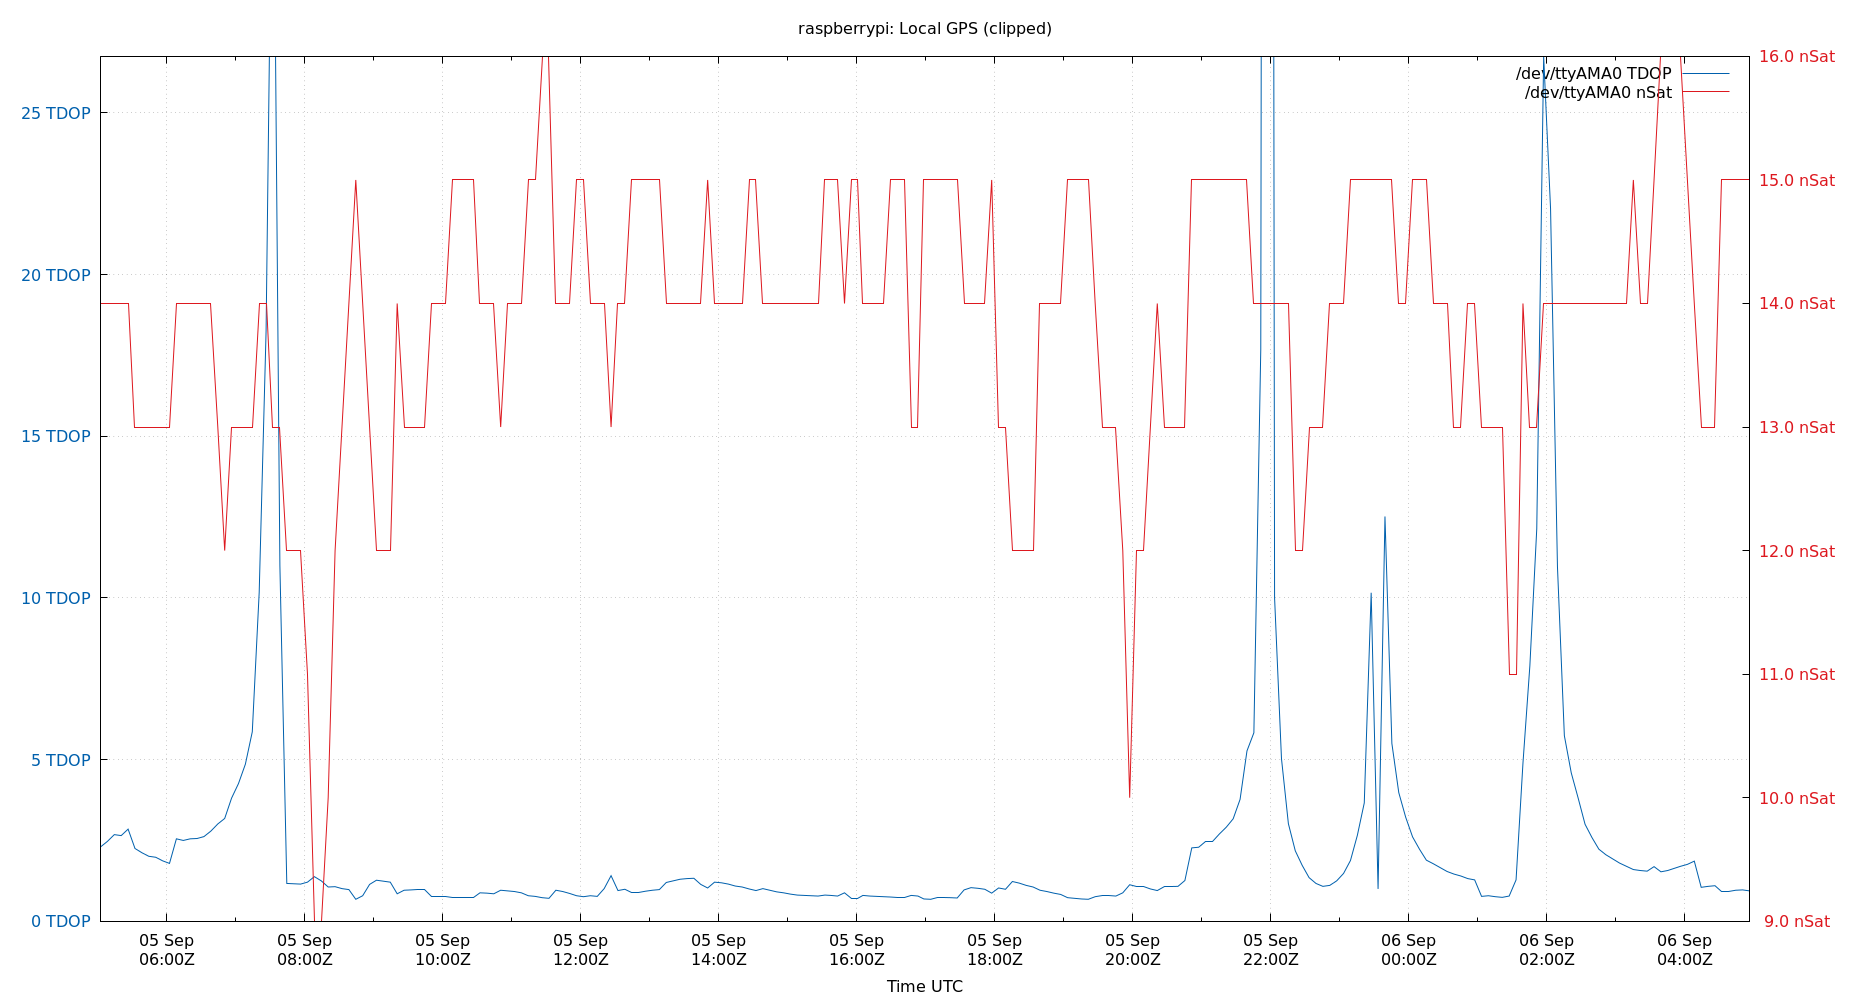 raspberrypi: Local GPS (clipped)
/dev/ttyAMA0 TDOP
/dev/ttyAMA0 nSat
25 TDOP
20 TDOP
15 TDOP
10 TDOP
5 TDOP
0 TDOP
16.0 nSat
15.0 nSat
14.0 nSat
13.0 nSat
12.0 nSat
11.0 nSat
10.0 nSat
9.0 nSat
05 Sep 05 Sep 05 Sep 05 Sep 05 Sep 05 Sep 05 Sep 05 Sep 05 Sep 06 Sep 06 Sep 06 Sep
06:00Z 08:00Z 10:00Z 12:00Z 14:00Z 16:00Z 18:00Z 20:00Z 22:00Z 00:00Z 02:00Z 04:00Z
Time UTC